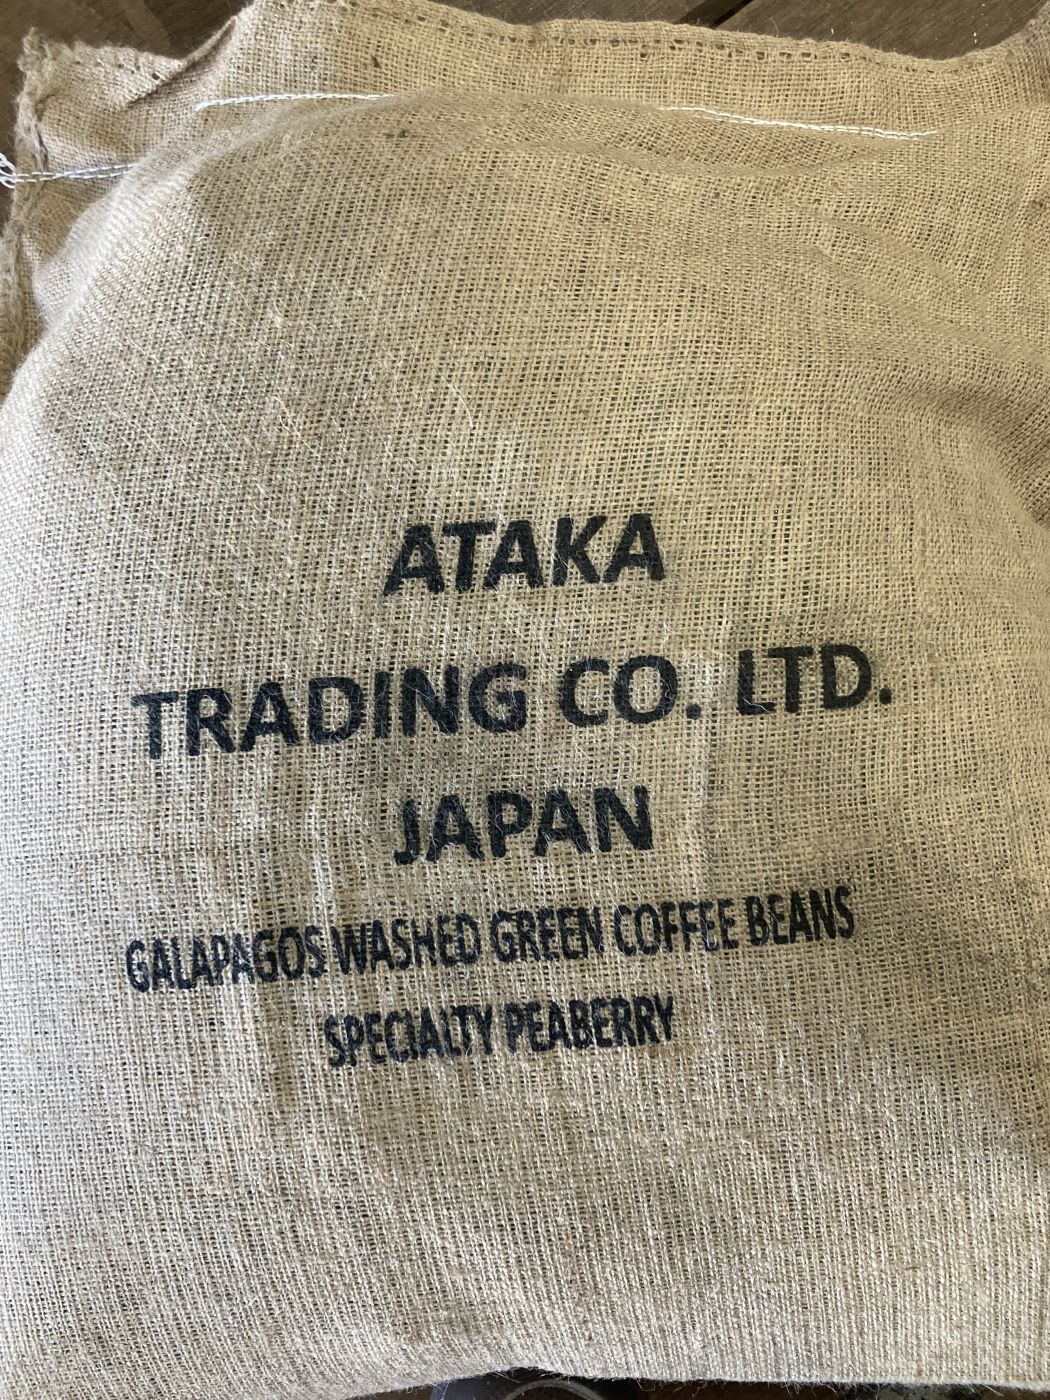 ATAKA
TRADING CO. LTD.
JAPAN
GALAPAGOS WASHED GREEN COFFEE BEANS
SPECIALTY PEABERRY